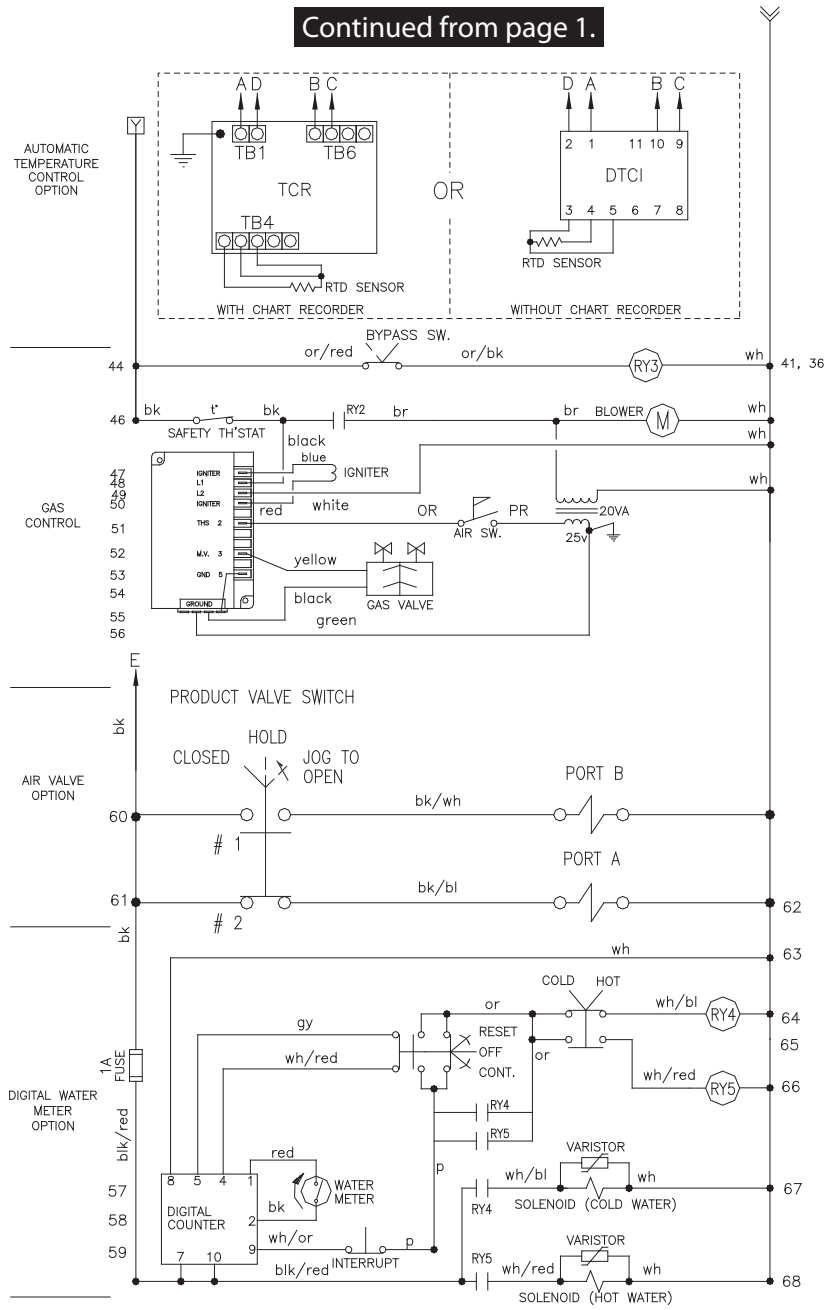 Continued from page 1.
AUTOMATIC
TEMPERATURE
CONTROL
OPTION
Y
A D B C
TB1 TB6
TCR
TB4
RTD SENSOR
WITH CHART RECORDER
OR
D A B C
2 1 11 10 9
DTCI
3 4 5 6 7 8
RTD SENSOR
WITHOUT CHART RECORDER
BYPASS SW.
44 or/red or/bk RY3 wh 41, 36
46 bk t° bk RY2 br br BLOWER M wh
SAFETY TH'STAT
black wh
GAS
CONTROL
47 IGNITER blue IGNITER
48 L1 wh
49 L2
50 IGNITER red white
20VA
51 THS 2 OR AIR SW. PR
25v
52 M.V. 3 yellow
53 GND 5
54 black GAS VALVE
GROUND
55 green
56
E
AIR VALVE
OPTION
bk
PRODUCT VALVE SWITCH
HOLD
CLOSED JOG TO
OPEN
PORT B
60 bk/wh
# 1
PORT A
61 bk/bl 62
# 2
bk
wh 63
DIGITAL WATER
METER
OPTION
COLD HOT
or wh/bl RY4 64
gy RESET 65
1A
FUSE
wh/red OFF or
CONT.
wh/red RY5 66
RY4
RY5
blk/red
p
red VARISTOR
8 5 4 1 wh/bl wh
57 WATER
METER RY4 67
SOLENOID (COLD WATER)
58 DIGITAL
COUNTER 2 bk
59 9 wh/or p
INTERRUPT
7 10 VARISTOR
blk/red RY5 wh/red wh 68
SOLENOID (HOT WATER)